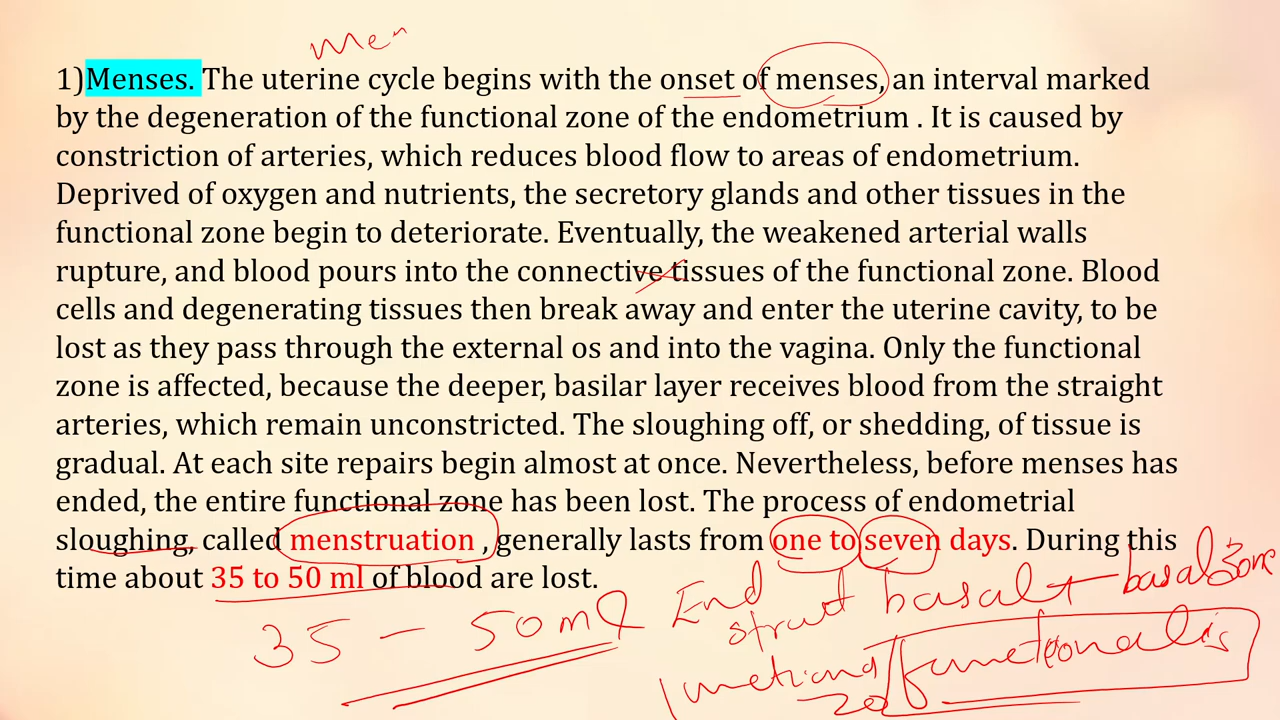 Men
1)Menses. The uterine cycle begins with the onset of menses, an interval marked
by the degeneration of the functional zone of the endometrium . It is caused by
constriction of arteries, which reduces blood flow to areas of endometrium.
Deprived of oxygen and nutrients, the secretory glands and other tissues in the
functional zone begin to deteriorate. Eventually, the weakened arterial walls
rupture, and blood pours into the connective tissues of the functional zone. Blood
cells and degenerating tissues then break away and enter the uterine cavity, to be
lost as they pass through the external os and into the vagina. Only the functional
zone is affected, because the deeper, basilar layer receives blood from the straight
arteries, which remain unconstricted. The sloughing off, or shedding, of tissue is
gradual. At each site repairs begin almost at once. Nevertheless, before menses has
ended, the entire functional zone has been lost. The process of endometrial
sloughing, called menstruation , generally lasts from one to seven days. During this
time about 35 to 50 ml of blood are lost.
35 - 50ml
End
basal basal zone
functionalis